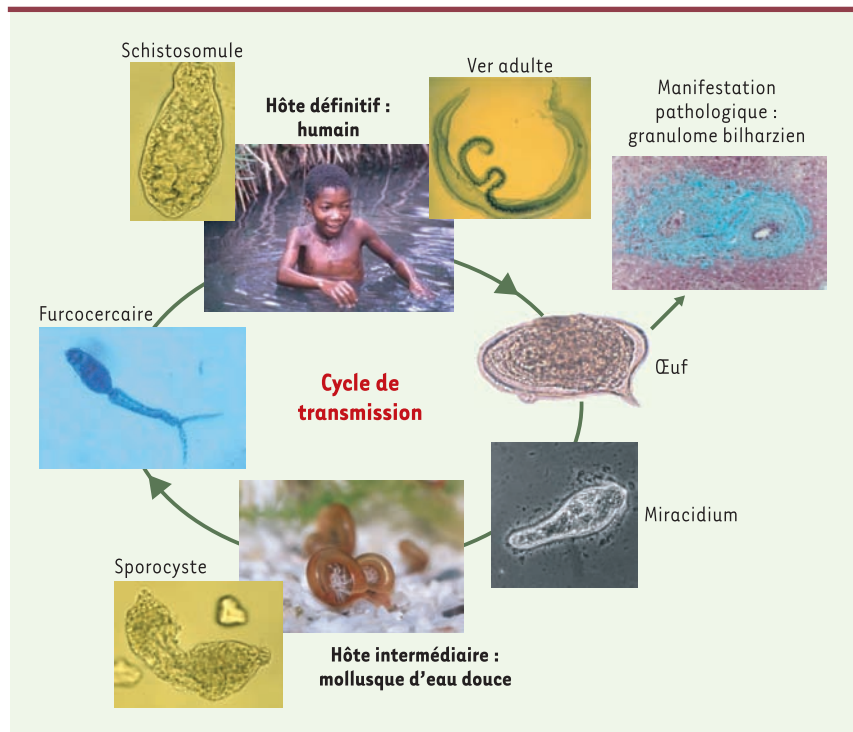 Schistosomule
Hôte définitif :
humain
Ver adulte
Manifestation
pathologique :
granulome bilharzien
Furcocercaire
Cycle de
transmission
Œuf
Miracidium
Sporocyste
Hôte intermédiaire :
mollusque d'eau douce